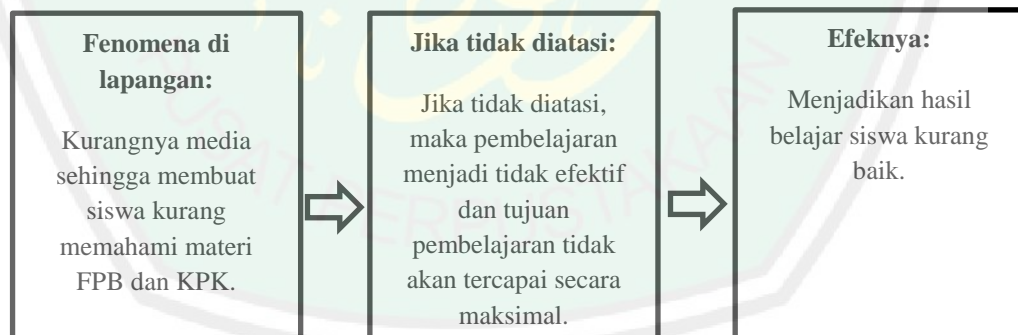 Fenomena di
lapangan:
Kurangnya media
sehingga membuat
siswa kurang
memahami materi
FPB dan KPK.
Jika tidak diatasi:
Jika tidak diatasi,
maka pembelajaran
menjadi tidak efektif
dan tujuan
pembelajaran tidak
akan tercapai secara
maksimal.
Efeknya:
Menjadikan hasil
belajar siswa kurang
baik.
PUSAT PERPUSTAKAAN